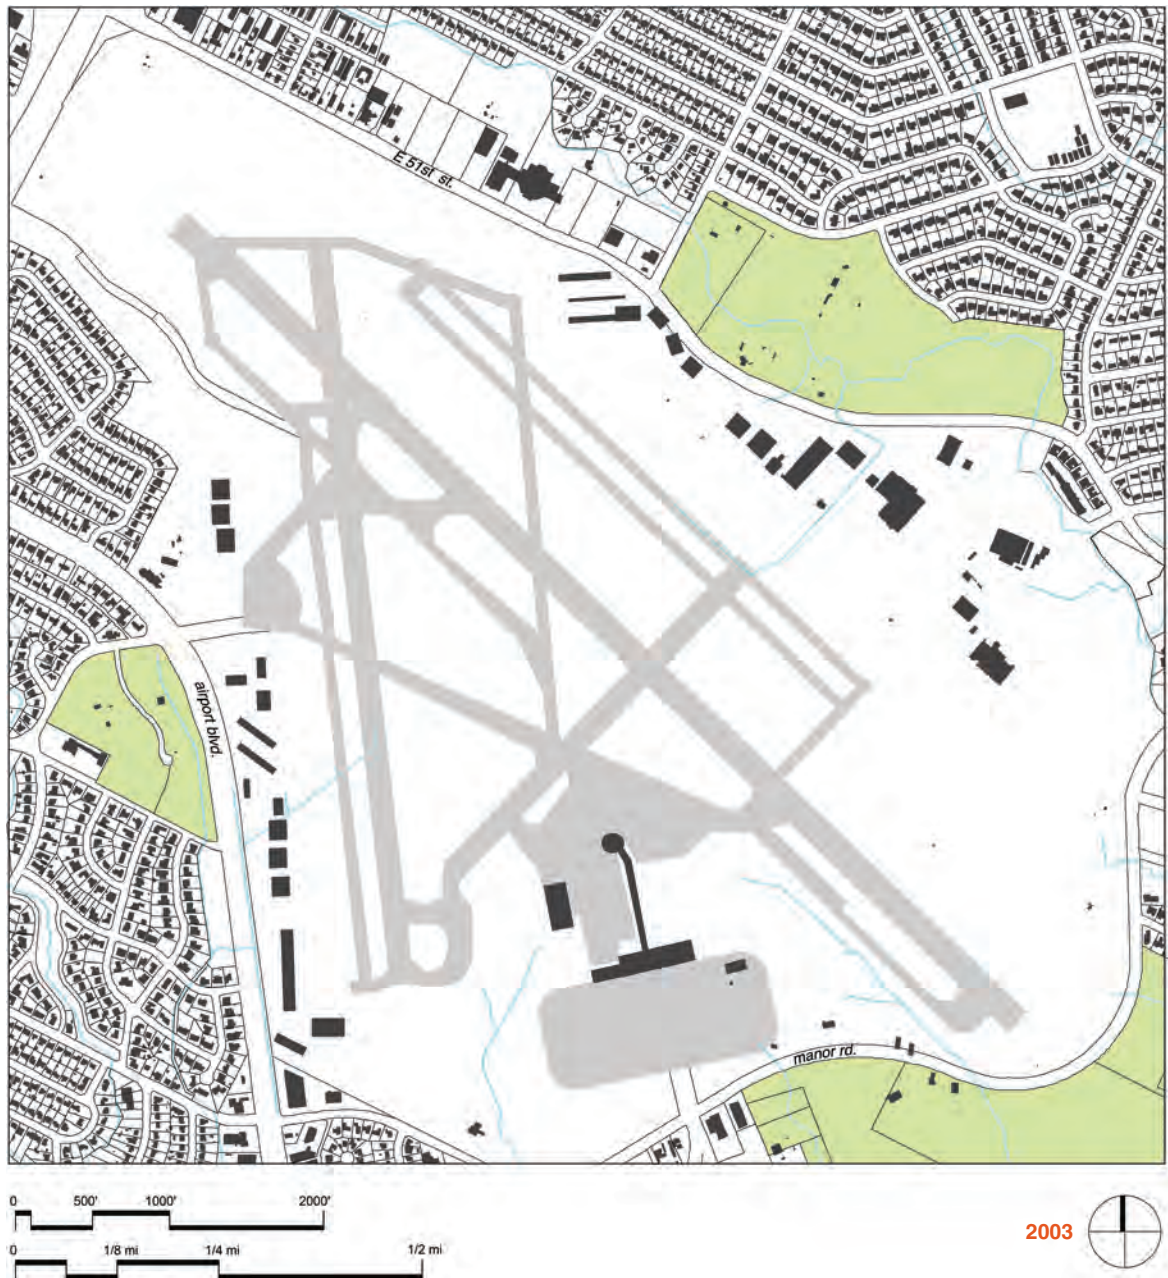 E 51st st.
airport blvd.
manor rd.
0 500' 1000' 2000'
0 1/8 mi 1/4 mi 1/2 mi
2003